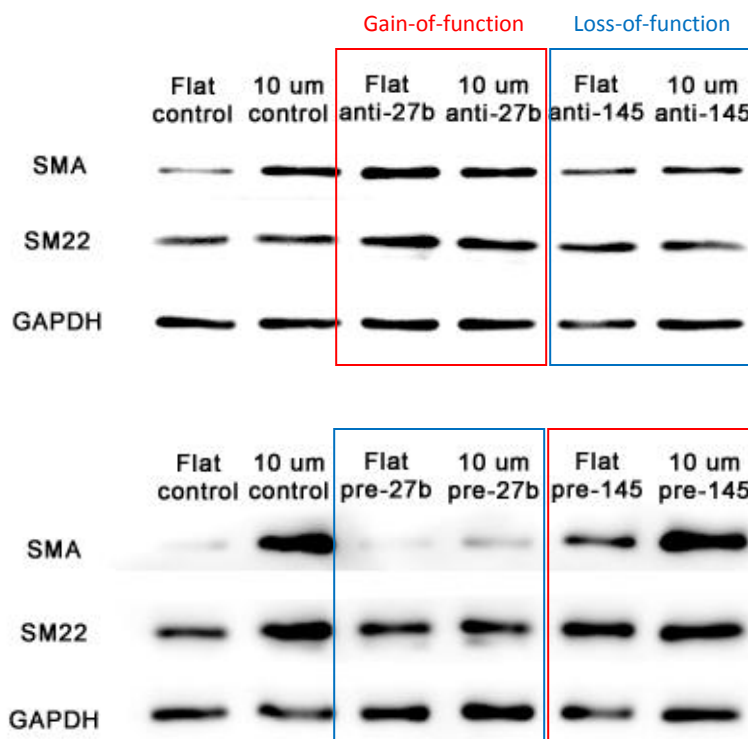 Gain-of-function Loss-of-function
Flat 10 um Flat 10 um Flat 10 um
control control anti-27b anti-27b anti-145 anti-145
SMA
SM22
GAPDH
Flat 10 um Flat 10 um Flat 10 um
control control pre-27b pre-27b pre-145 pre-145
SMA
SM22
GAPDH